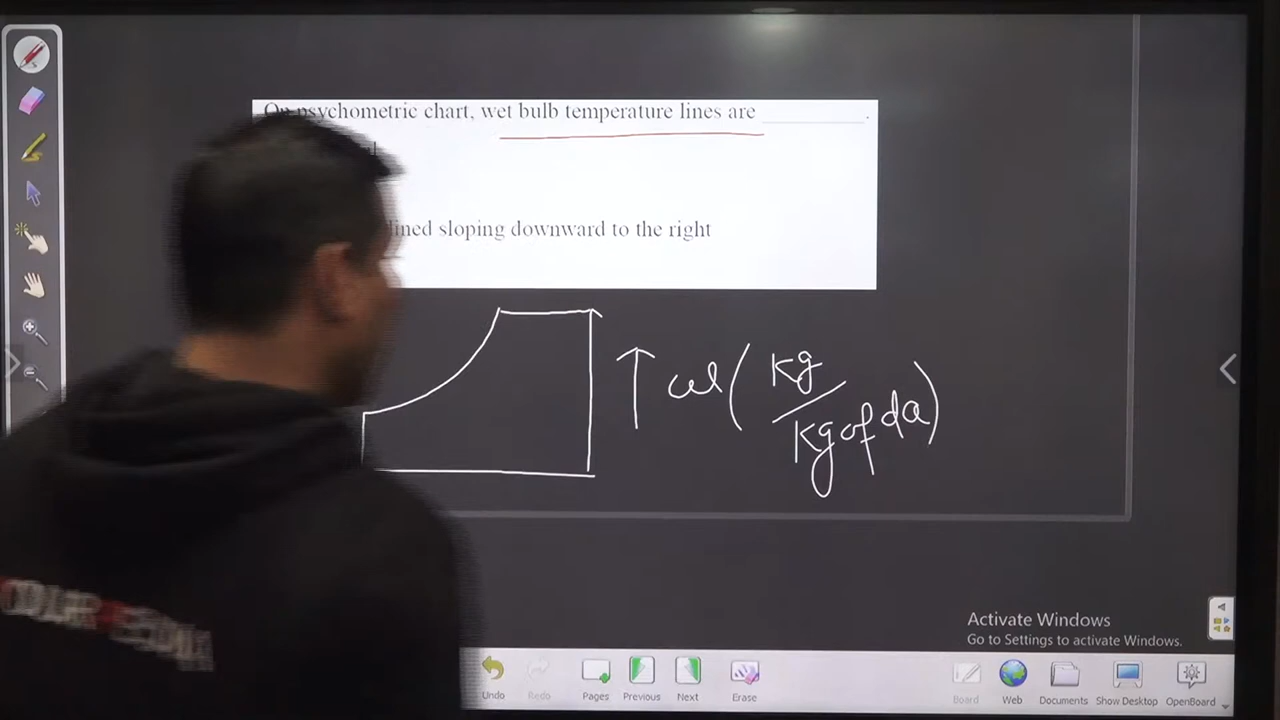 On psychometric chart, wet bulb temperature lines are ____________.
lined sloping downward to the right
↑ ω (kg/kg of da)
Activate Windows
Go to Settings to activate Windows.
Undo Redo Pages Previous Next Erase Board Web Documents Show Desktop OpenBoard